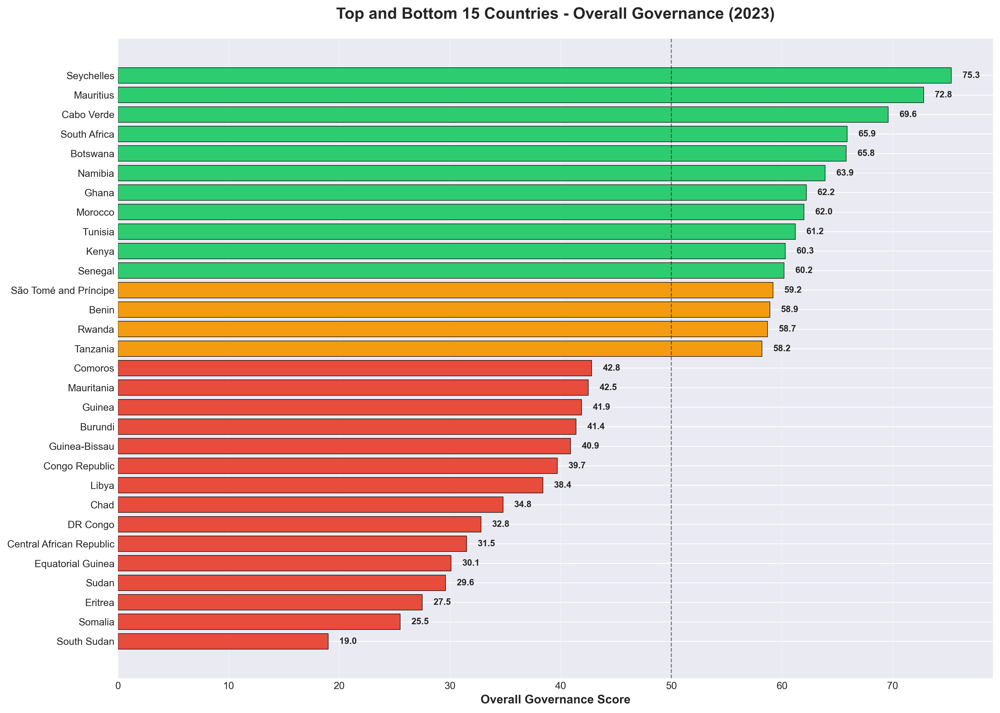 Top and Bottom 15 Countries - Overall Governance (2023)
Seychelles 75.3
Mauritius 72.8
Cabo Verde 69.6
South Africa 65.9
Botswana 65.8
Namibia 63.9
Ghana 62.2
Morocco 62.0
Tunisia 61.2
Kenya 60.3
Senegal 60.2
São Tomé and Príncipe 59.2
Benin 58.9
Rwanda 58.7
Tanzania 58.2
Comoros 42.8
Mauritania 42.5
Guinea 41.9
Burundi 41.4
Guinea-Bissau 40.9
Congo Republic 39.7
Libya 38.4
Chad 34.8
DR Congo 32.8
Central African Republic 31.5
Equatorial Guinea 30.1
Sudan 29.6
Eritrea 27.5
Somalia 25.5
South Sudan 19.0
0 10 20 30 40 50 60 70
Overall Governance Score